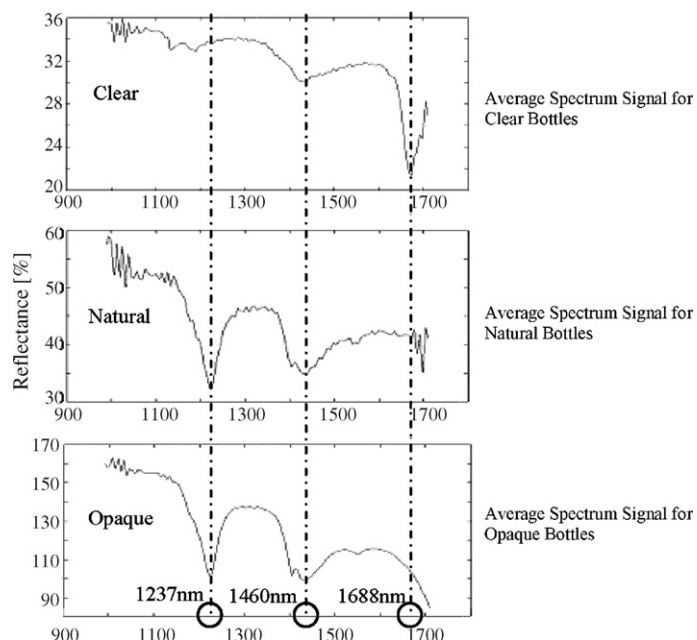 36
32
28
24
20
Clear
900 1100 1300 1500 1700
Average Spectrum Signal for
Clear Bottles
Reflectance [%]
60
50
40
30
Natural
900 1100 1300 1500 1700
Average Spectrum Signal for
Natural Bottles
170
150
130
110
90
Opaque
1237nm 1460nm 1688nm
900 1100 1300 1500 1700
Average Spectrum Signal for
Opaque Bottles